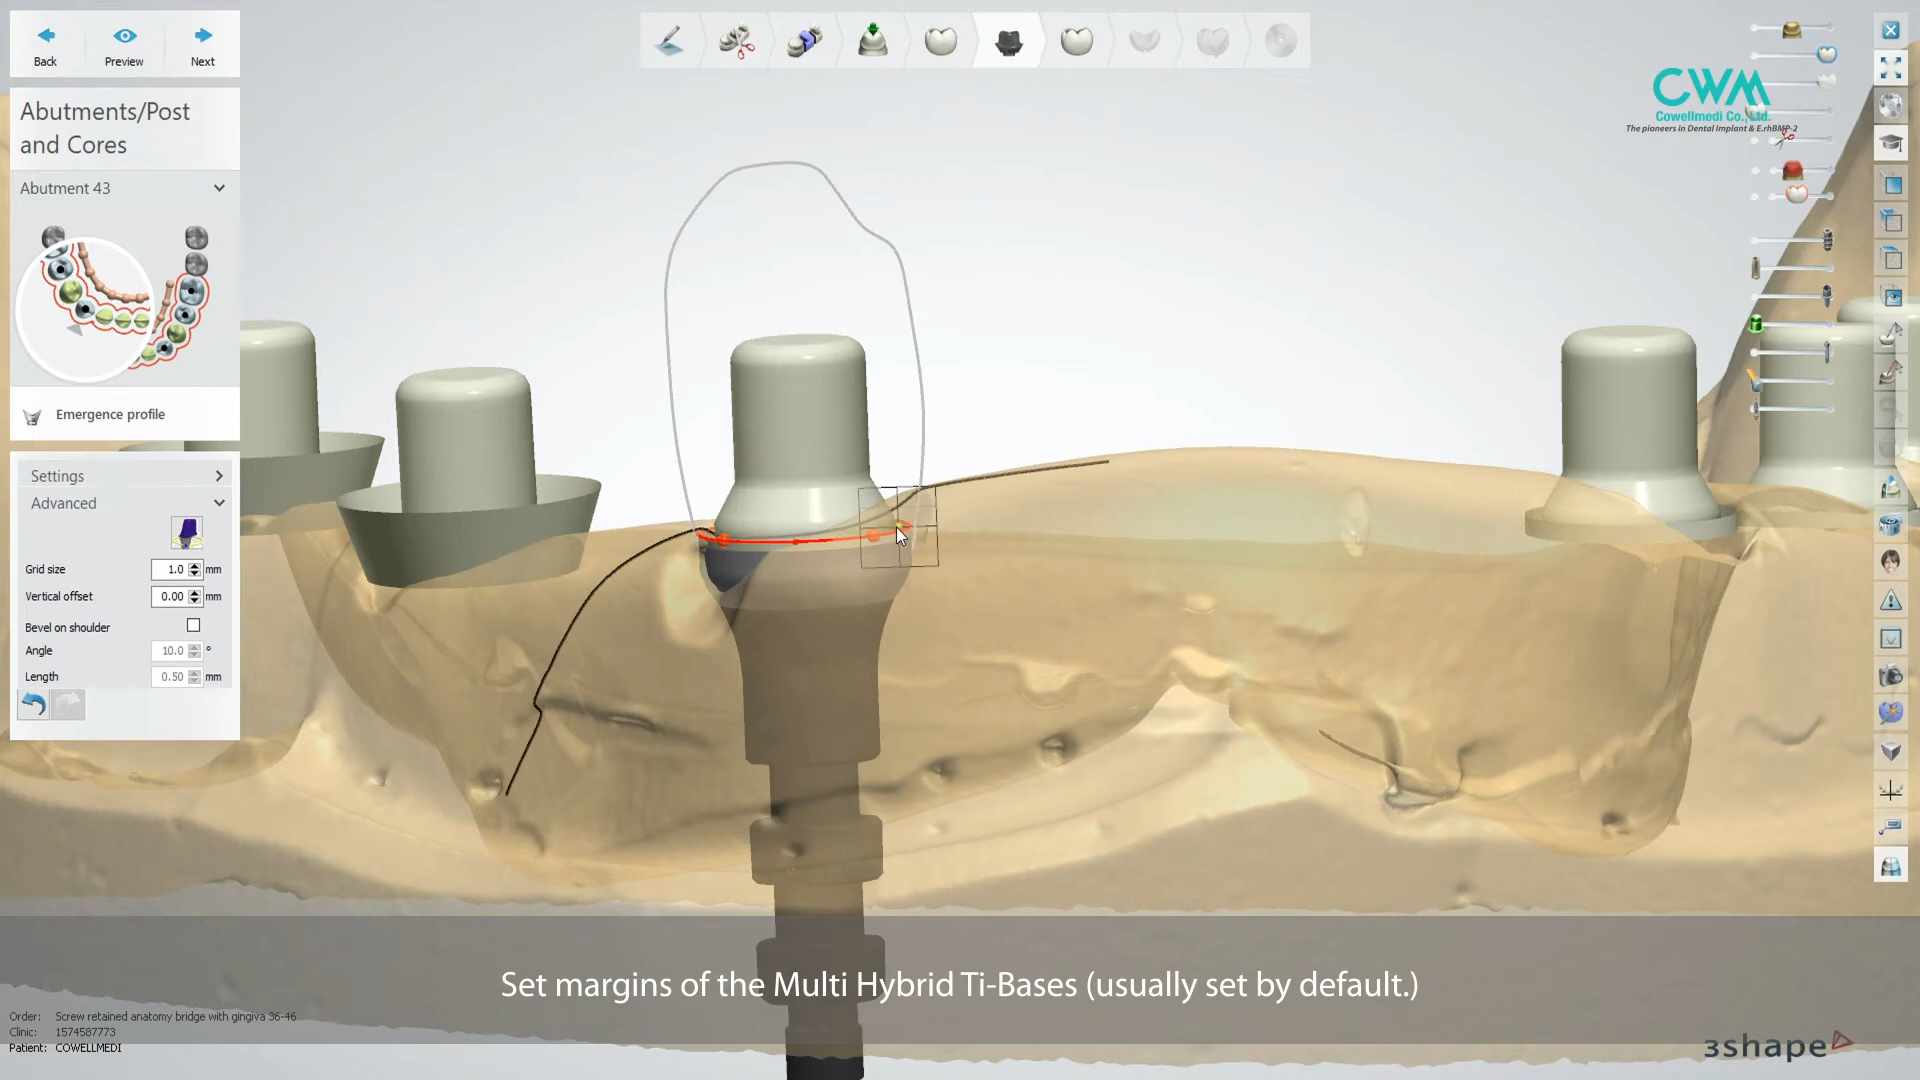 Back
Preview
Next
CWM
Cowellmedi Co., Ltd.
The pioneers in Dental Implant & E.rhBMP-2
Abutments/Post
and Cores
Abutment 43
Emergence profile
Settings
Advanced
Grid size 1.0 mm
Vertical offset 0.00 mm
Bevel on shoulder
Angle 10.0 °
Length 0.50 mm
Set margins of the Multi Hybrid Ti-Bases (usually set by default.)
Order: Screw retained anatomy bridge with gingiva 36-46
Clinic: 1574587773
Patient: COWELLMEDI
3shape